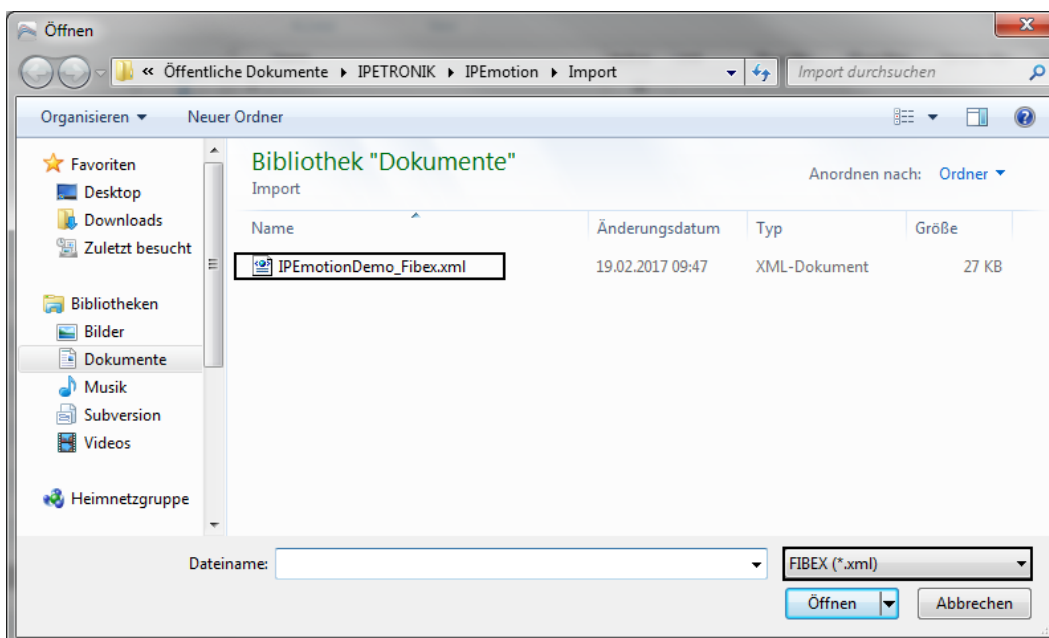 Öffnen
« Öffentliche Dokumente ▸ IPETRONIK ▸ IPEmotion ▸ Import
Import durchsuchen
Organisieren
Neuer Ordner
Favoriten
Desktop
Downloads
Zuletzt besucht
Bibliotheken
Bilder
Dokumente
Musik
Subversion
Videos
Heimnetzgruppe
Bibliothek "Dokumente"
Import
Anordnen nach: Ordner
Name Änderungsdatum Typ Größe
IPEmotionDemo_Fibex.xml 19.02.2017 09:47 XML-Dokument 27 KB
Dateiname:
FIBEX (*.xml)
Öffnen
Abbrechen